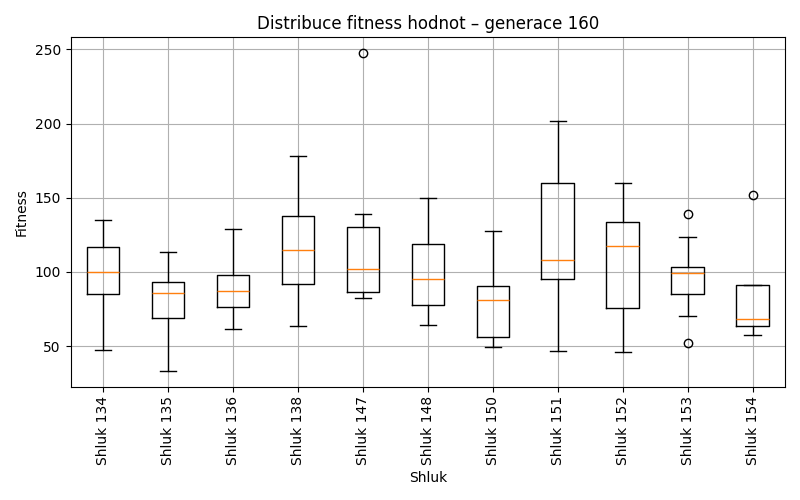 Distribuce fitness hodnot – generace 160
Fitness
250
200
150
100
50
Shluk 134
Shluk 135
Shluk 136
Shluk 138
Shluk 147
Shluk 148
Shluk 150
Shluk 151
Shluk 152
Shluk 153
Shluk 154
Shluk